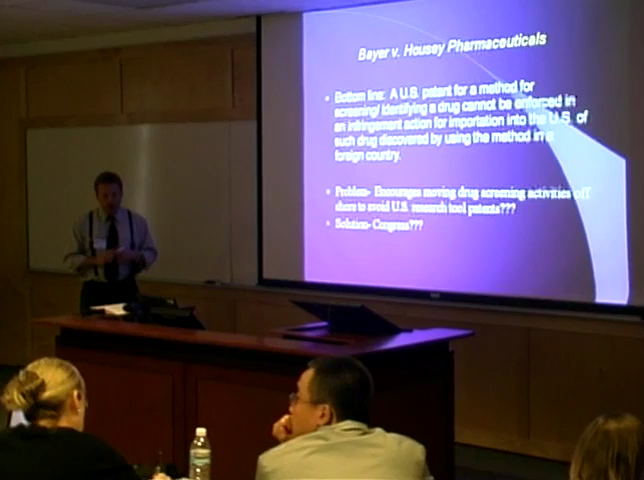 Bayer v. Housey Pharmaceuticals
• Bottom line: A U.S. patent for a method for
screening/ identifying a drug cannot be enforced in
an infringement action for importation into the U.S. of
such drug discovered by using the method in a
foreign country.
• Problem- Encourages moving drug screening activities off
shore to avoid U.S. research tool patents???
• Solution- Congress???